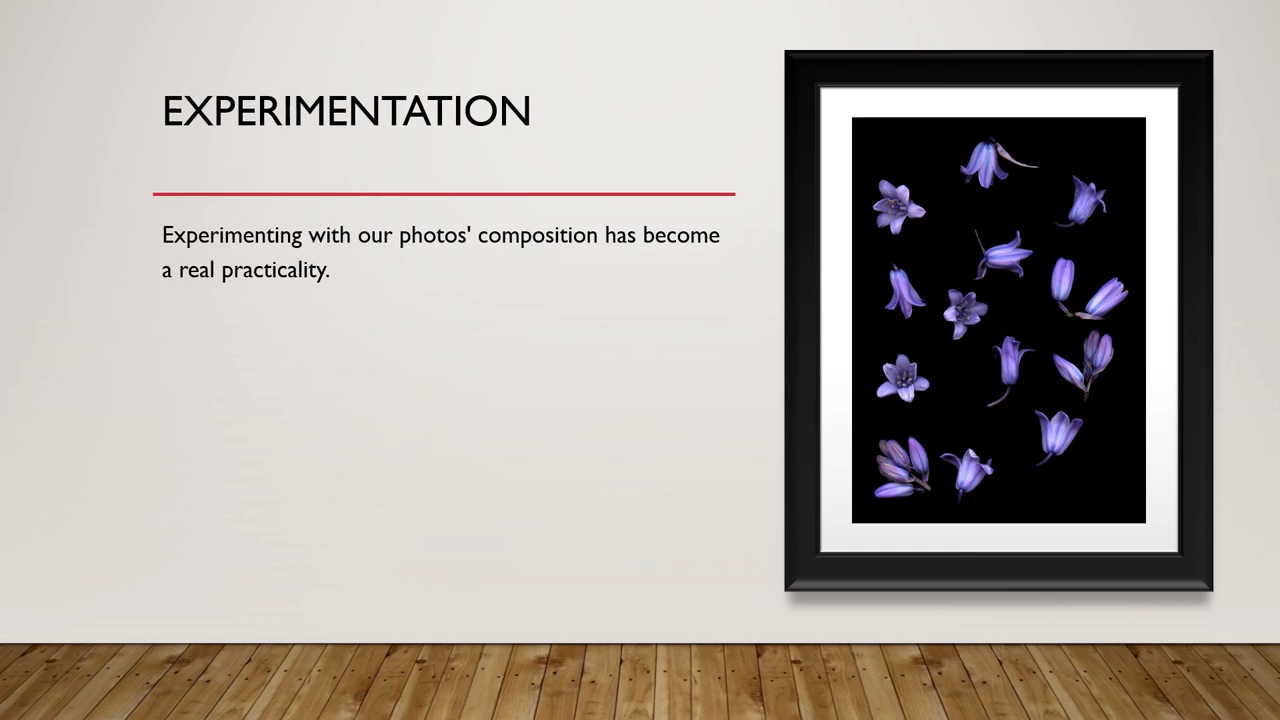 EXPERIMENTATION
Experimenting with our photos' composition has become
a real practicality.